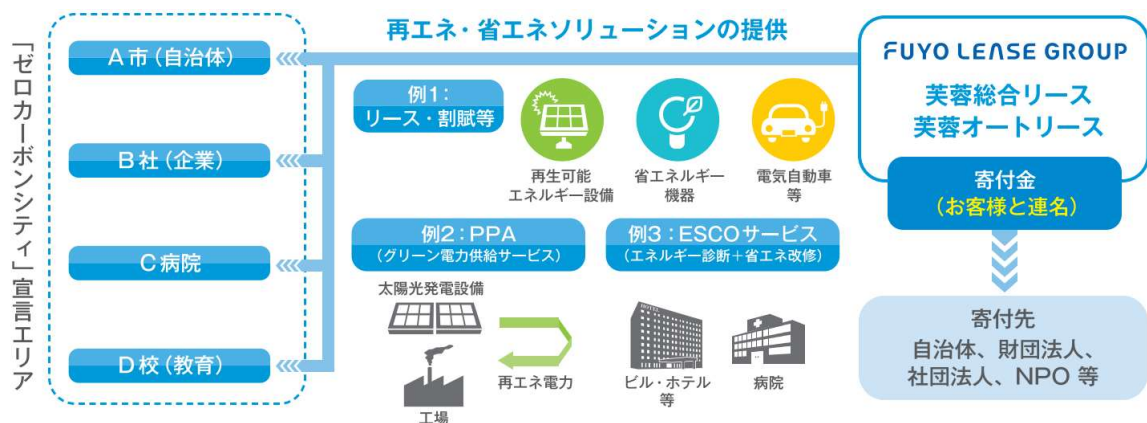 「ゼロカーボンシティ」宣言エリア
A市(自治体)
B社(企業)
C病院
D校(教育)
再エネ・省エネソリューションの提供
例1:
リース・割賦等
再生可能
エネルギー設備
省エネルギー
機器
電気自動車
等
例2:PPA
(グリーン電力供給サービス)
太陽光発電設備
工場
再エネ電力
例3:ESCOサービス
(エネルギー診断+省エネ改修)
ビル・ホテル
等
病院
FUYO LEASE GROUP
芙蓉総合リース
芙蓉オートリース
寄付金
(お客様と連名)
寄付先
自治体、財団法人、
社団法人、NPO 等